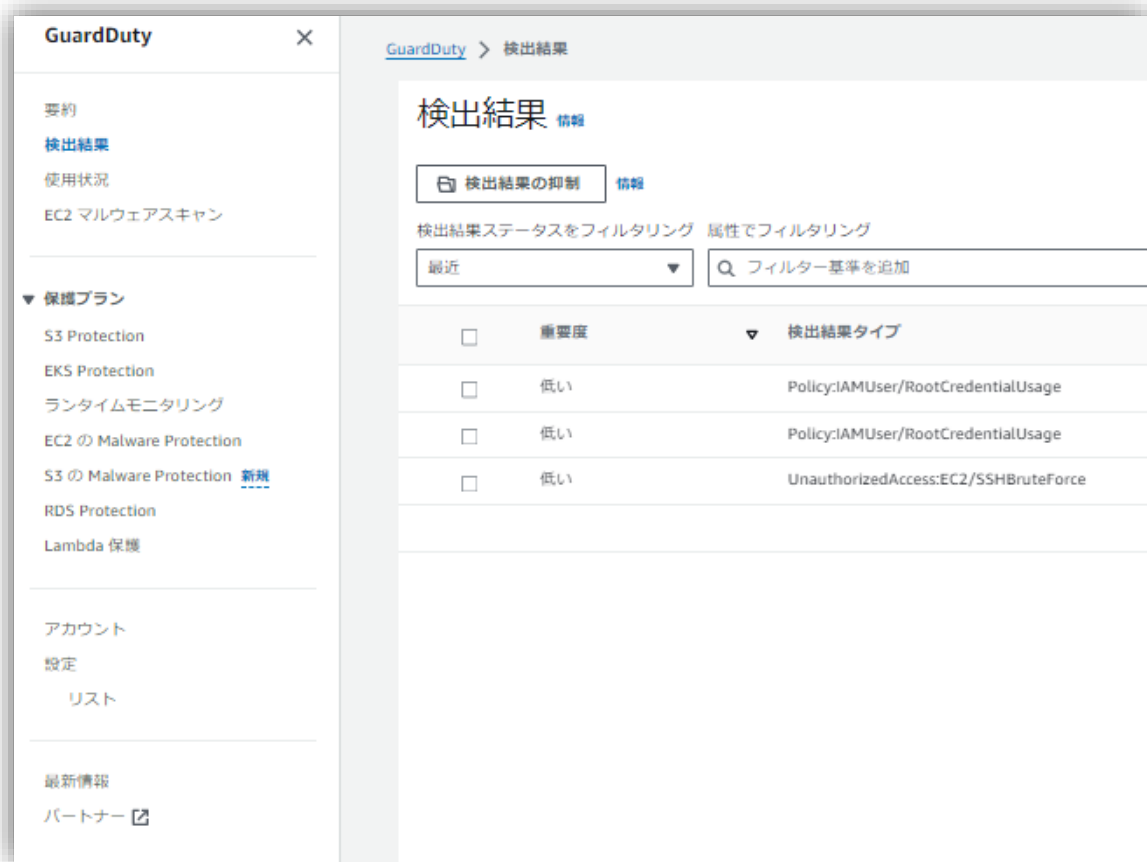 GuardDuty
要約
検出結果
使用状況
EC2 マルウェアスキャン
保護プラン
S3 Protection
EKS Protection
ランタイムモニタリング
EC2 の Malware Protection
S3 の Malware Protection 新規
RDS Protection
Lambda 保護
アカウント
設定
リスト
最新情報
パートナー
GuardDuty > 検出結果
検出結果 情報
検出結果の抑制 情報
検出結果ステータスをフィルタリング 属性でフィルタリング
最近 フィルター基準を追加
重要度 検出結果タイプ
低い Policy:IAMUser/RootCredentialUsage
低い Policy:IAMUser/RootCredentialUsage
低い UnauthorizedAccess:EC2/SSHBruteForce